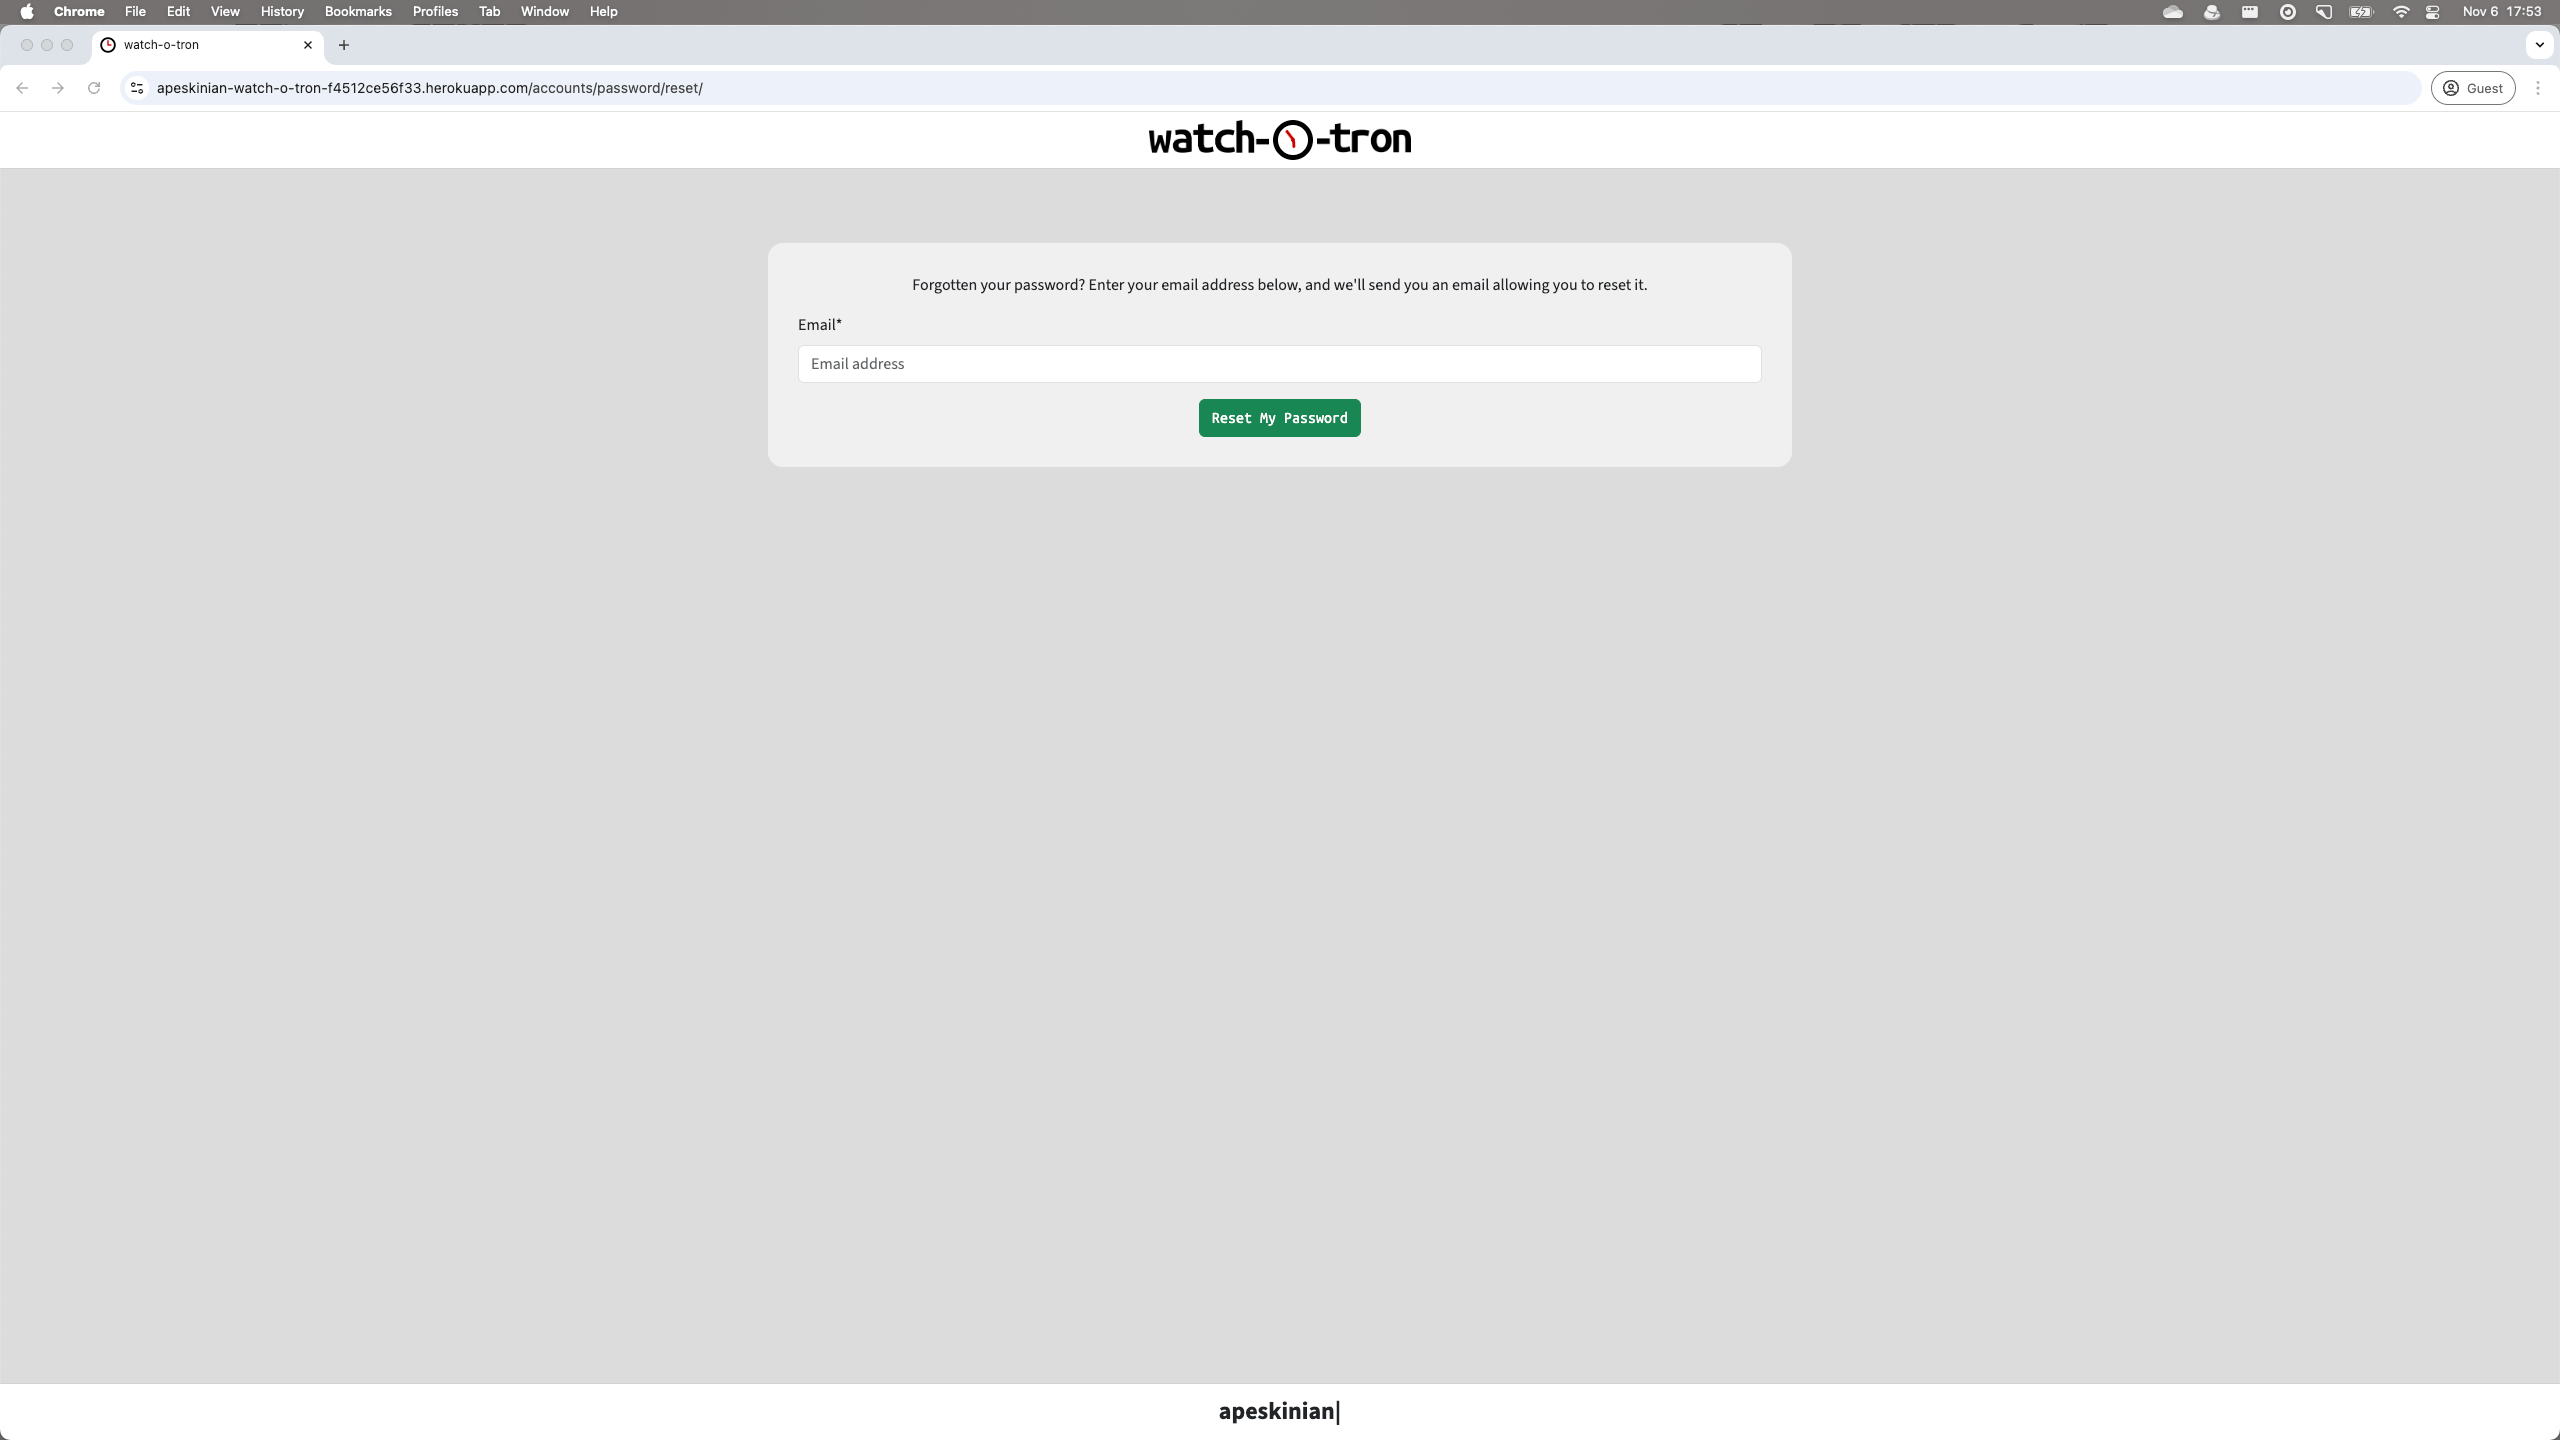 Chrome File Edit View History Bookmarks Profiles Tab Window Help Nov 6 17:53
watch-o-tron
apeskinian-watch-o-tron-f4512ce56f33.herokuapp.com/accounts/password/reset/ Guest
watch-o-tron
Forgotten your password? Enter your email address below, and we'll send you an email allowing you to reset it.
Email*
Email address
Reset My Password
apeskinian|